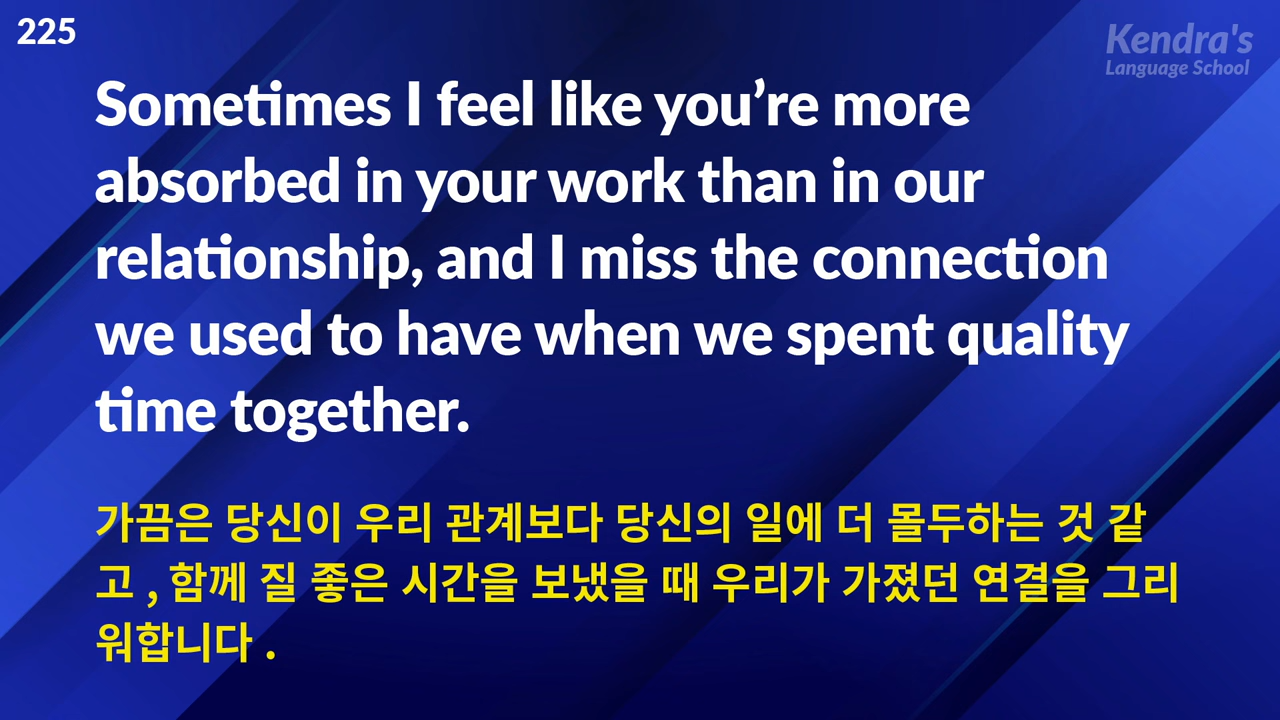 225
Kendra's
Language School
Sometimes I feel like you’re more
absorbed in your work than in our
relationship, and I miss the connection
we used to have when we spent quality
time together.
가끔은 당신이 우리 관계보다 당신의 일에 더 몰두하는 것 같
고 , 함께 질 좋은 시간을 보냈을 때 우리가 가졌던 연결을 그리
워합니다 .